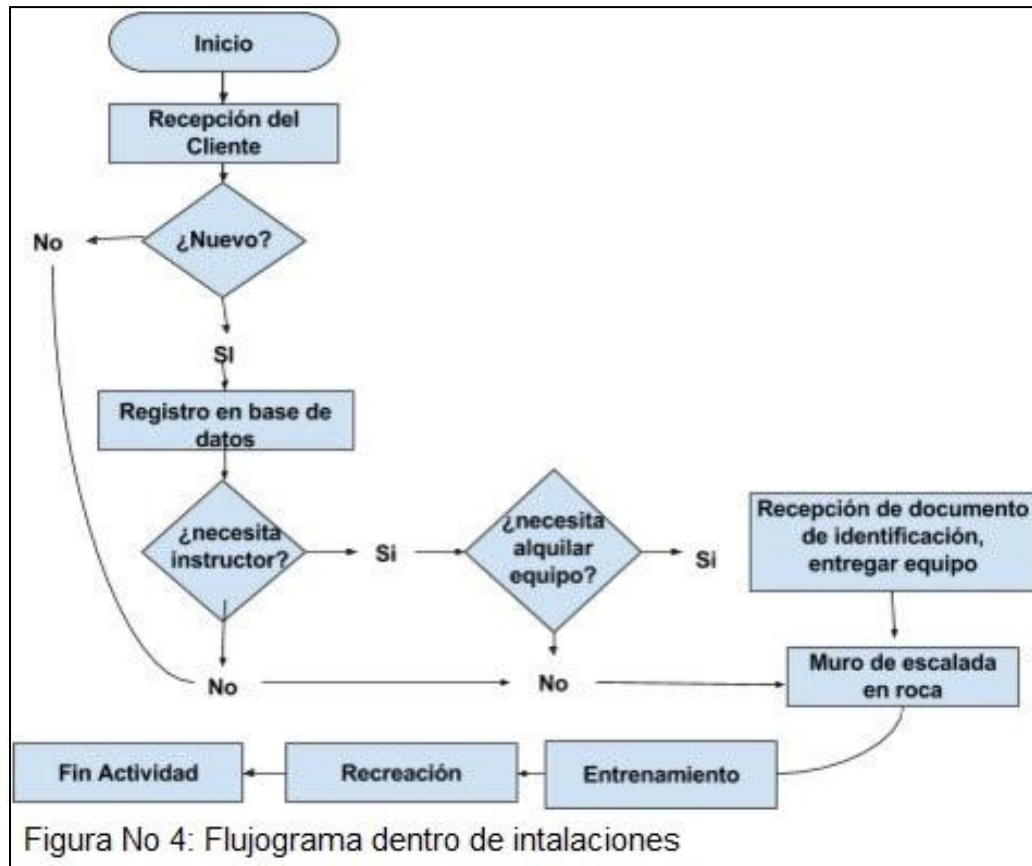 Inicio
Recepción del
Cliente
¿Nuevo?
No
SI
Registro en base de
datos
¿necesita
instructor?
Si
¿necesita
alquilar
equipo?
Si
Recepción de documento
de identificación,
entregar equipo
No
No
Muro de escalada
en roca
Fin Actividad
Recreación
Entrenamiento
Figura No 4: Flujograma dentro de intalaciones